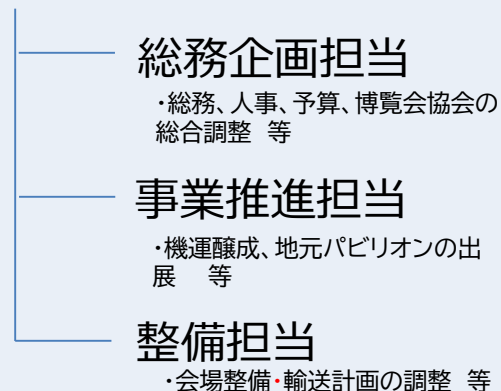 総務企画担当
・総務、人事、予算、博覧会協会の
総合調整 等
事業推進担当
・機運醸成、地元パビリオンの出
展 等
整備担当
・会場整備・輸送計画の調整 等